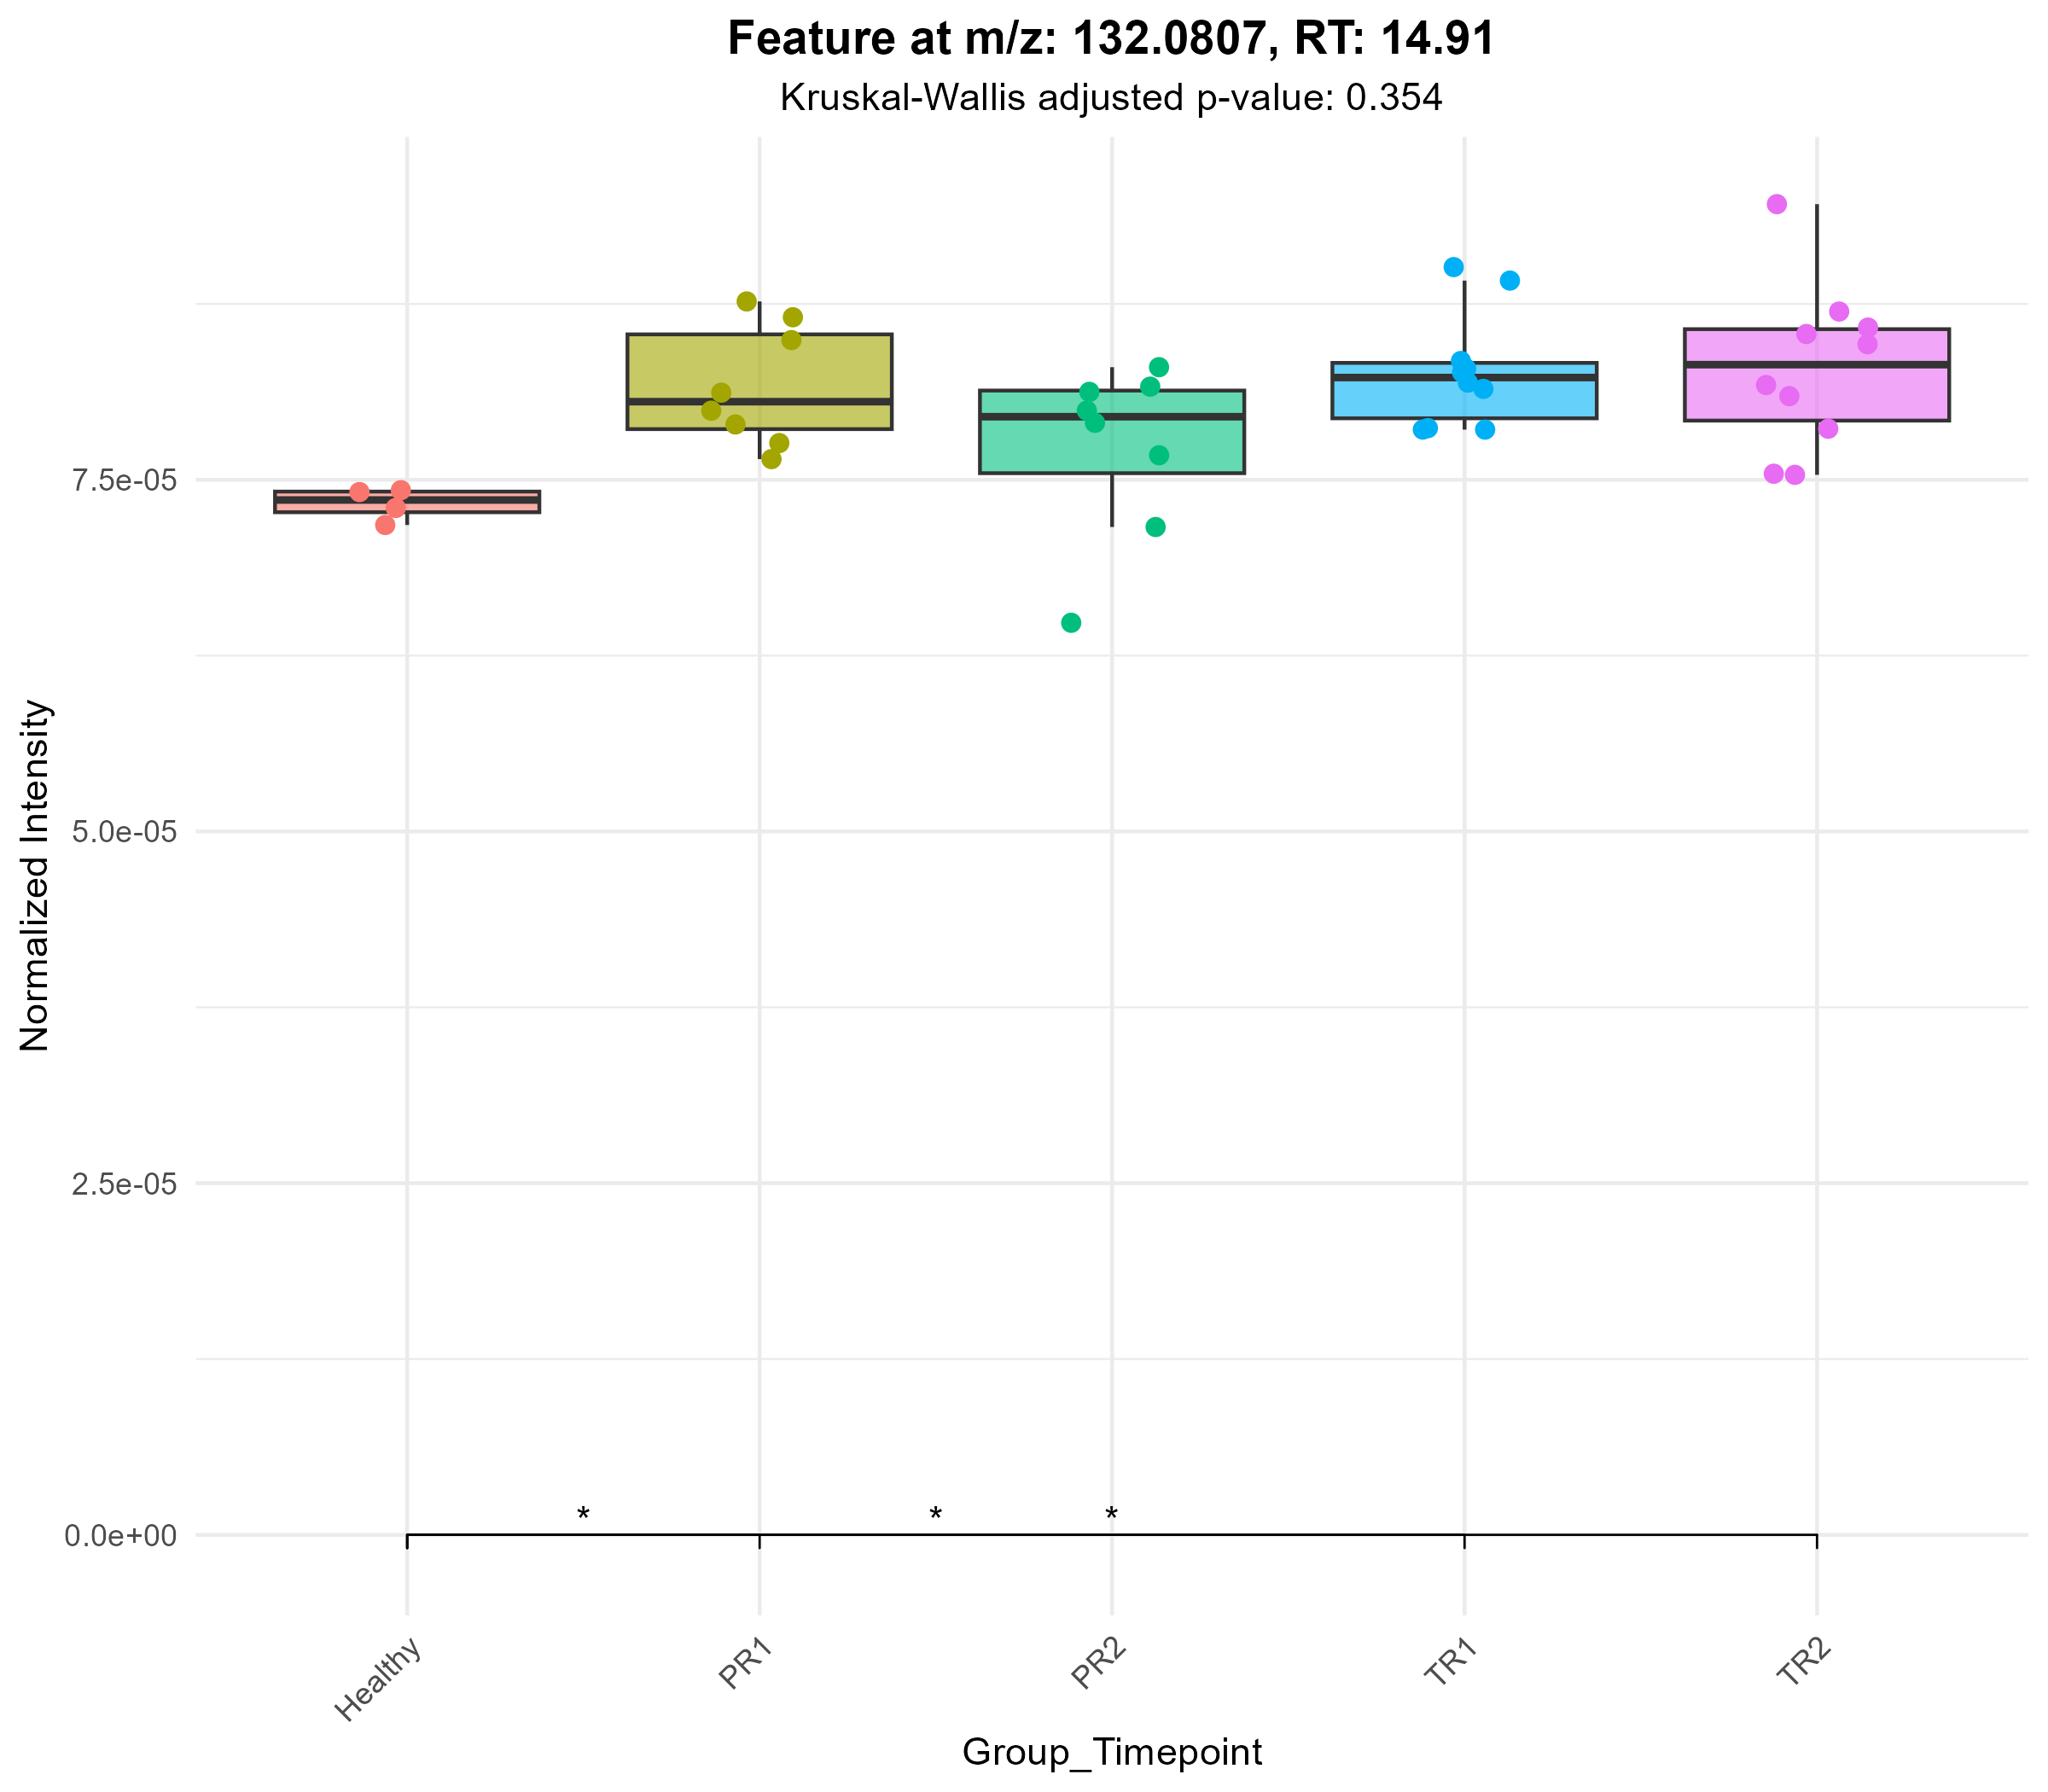 Feature at m/z: 132.0807, RT: 14.91
Kruskal-Wallis adjusted p-value: 0.354
Normalized Intensity
7.5e-05
5.0e-05
2.5e-05
0.0e+00
* * *
Healthy PR1 PR2 TR1 TR2
Group_Timepoint